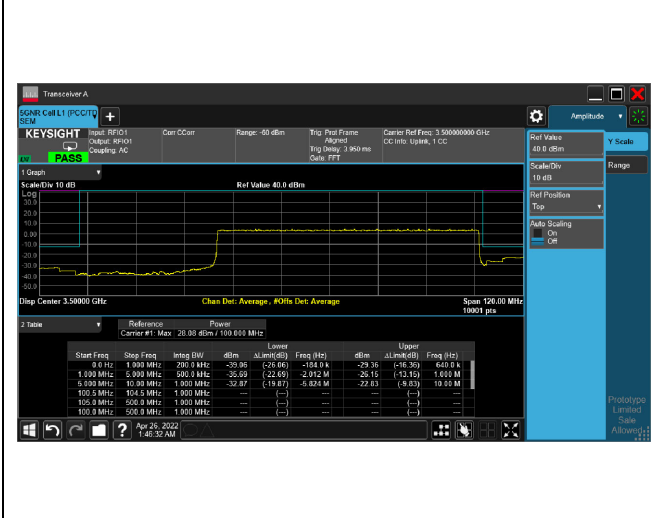 Transceiver A
5GNR Cell L1 (PCC/TD
SEM
Amplitude
KEYSIGHT
Input: RFIO1
Output: RFIO1
Coupling: AC
Corr CCorr
Range: -60 dBm
Trig: Prot Frame
Aligned
Trig Delay: 3.950 ms
Gate: FFT
Carrier Ref Freq: 3.500000000 GHz
CC Info: Uplink, 1 CC
PASS
Ref Value
40.0 dBm
Y Scale
Scale/Div
10 dB
Range
Ref Position
Top
Auto Scaling
On
Off
1 Graph
Scale/Div 10 dB
Ref Value 40.0 dBm
Log
30.0
20.0
10.0
0.00
-10.0
-20.0
-30.0
-40.0
-50.0
Disp Center 3.50000 GHz
Chan Det: Average , #Offs Det: Average
Span 120.00 MHz
10001 pts
2 Table
Reference Power
Carrier #1: Max 28.08 dBm / 100.000 MHz
Lower Upper
Start Freq Stop Freq Integ BW dBm ΔLimit(dB) Freq (Hz) dBm ΔLimit(dB) Freq (Hz)
0.0 Hz 1.000 MHz 200.0 kHz -39.06 (-26.06) -184.0 k -29.36 (-16.36) 640.0 k
1.000 MHz 5.000 MHz 500.0 kHz -35.69 (-22.69) -2.012 M -26.15 (-13.15) 1.000 M
5.000 MHz 10.00 MHz 1.000 MHz -32.87 (-19.87) -5.824 M -22.83 (-9.83) 10.00 M
100.5 MHz 104.5 MHz 1.000 MHz --- (---) --- (---)
105.0 MHz 500.0 MHz 1.000 MHz --- (---) --- (---)
100.0 MHz 500.0 MHz 1.000 MHz --- (---) --- (---)
Prototype
Limited
Sale
Allowed
Apr 26, 2022
1:46:32 AM